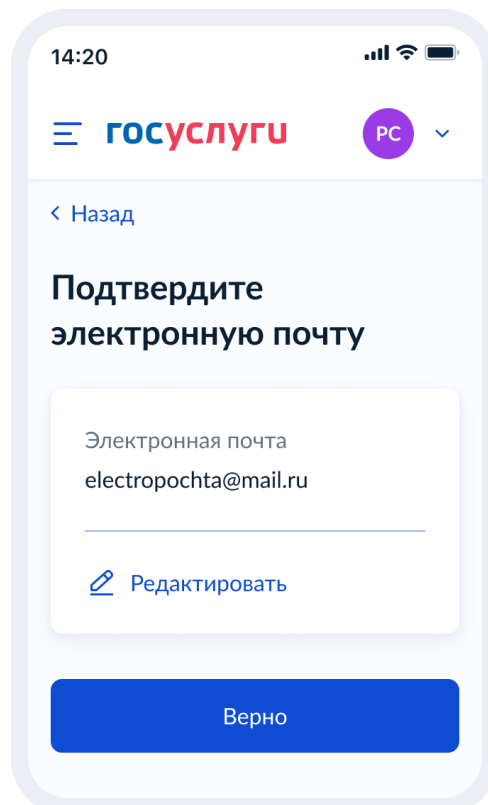 14:20
госуслуги
РС
Назад
Подтвердите
электронную почту
Электронная почта
electropochta@mail.ru
Редактировать
Верно